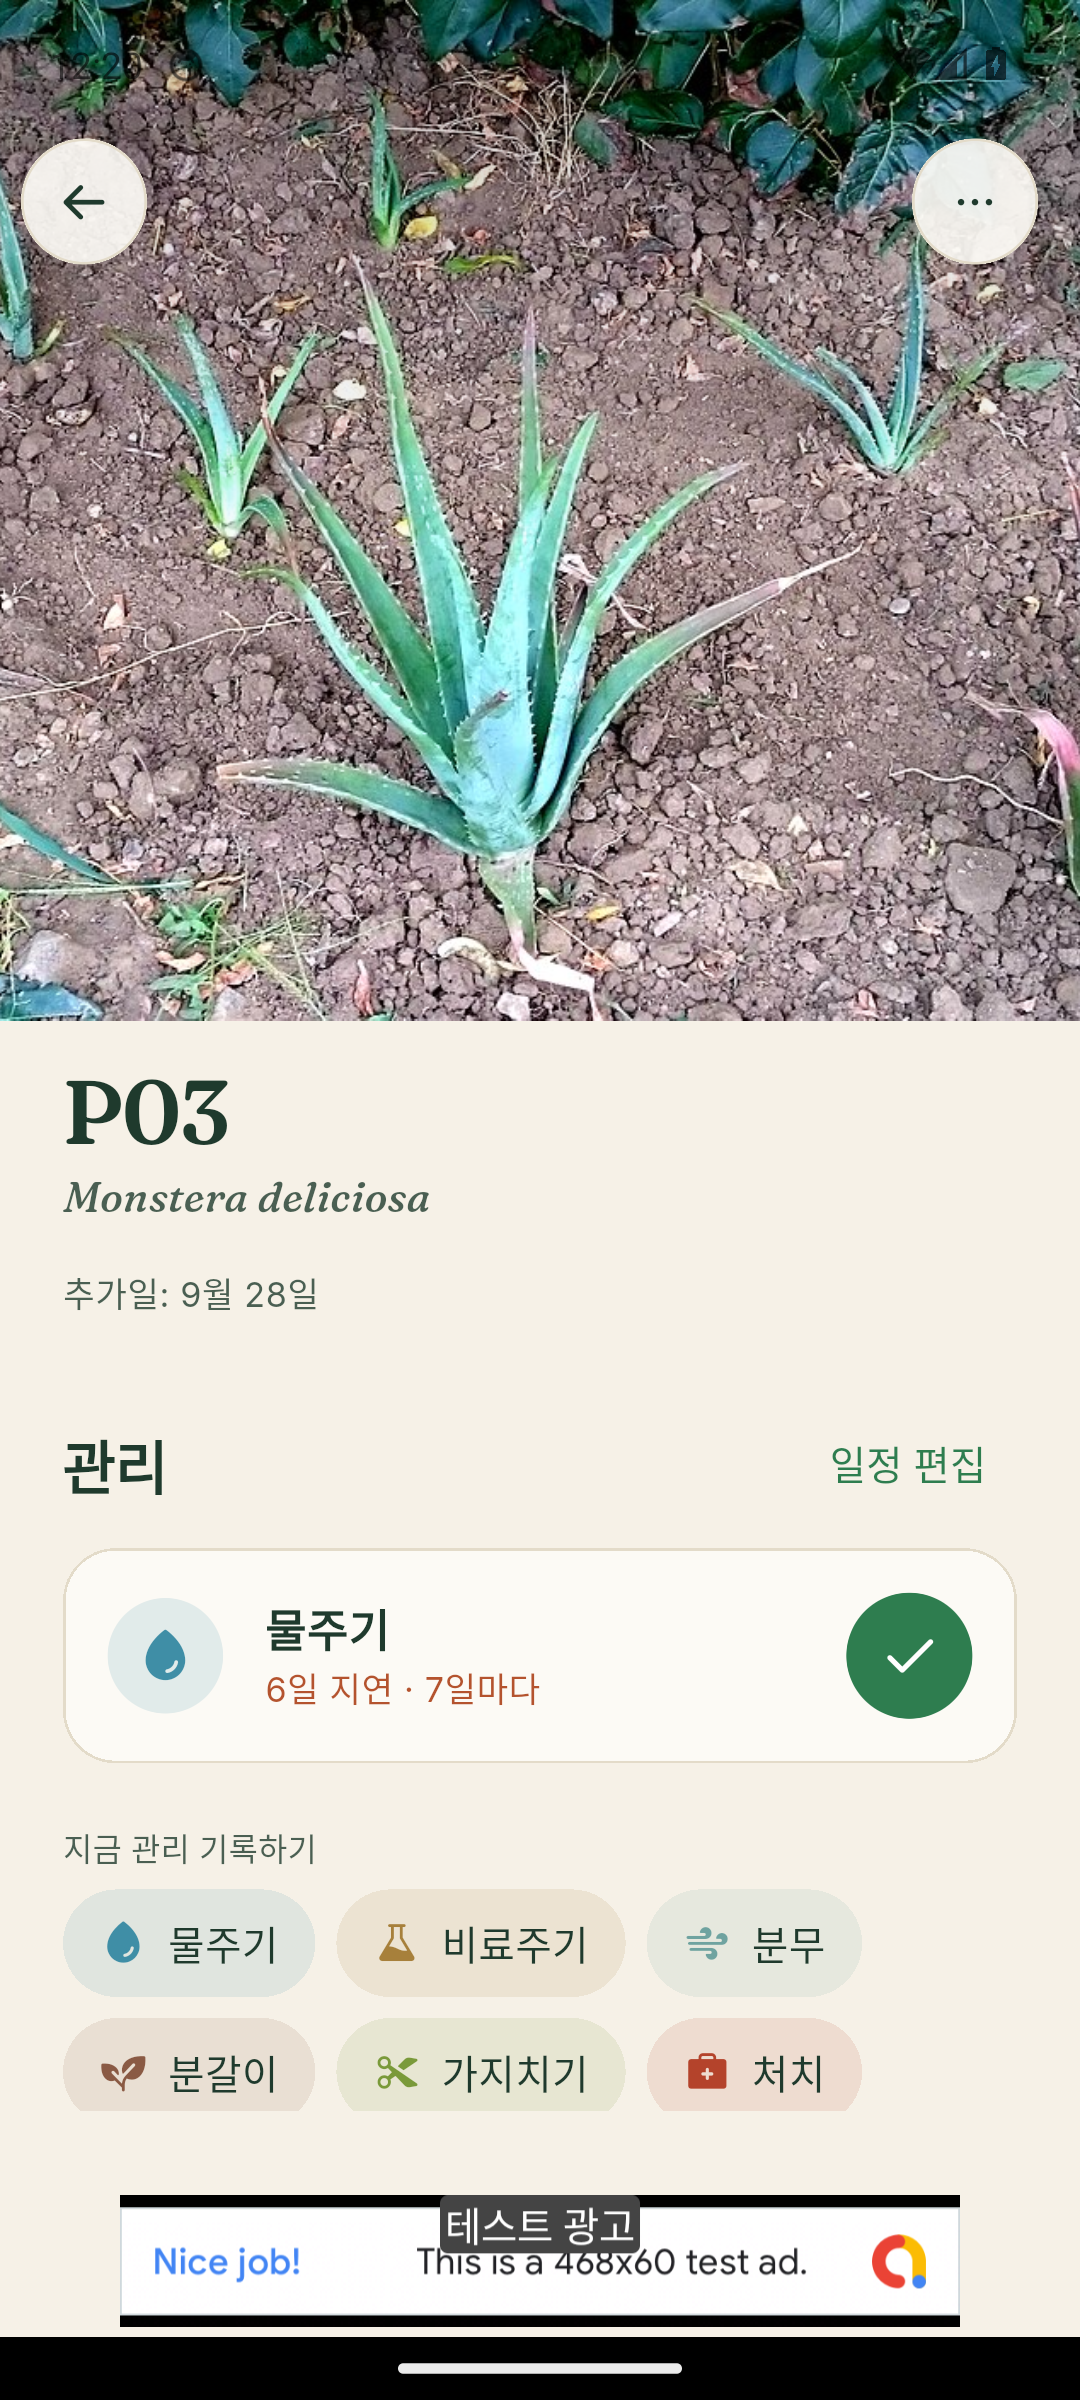 P03
Monstera deliciosa
추가일: 9월 28일
관리
일정 편집
물주기
6일 지연 · 7일마다
지금 관리 기록하기
물주기
비료주기
분무
분갈이
가지치기
처치
테스트 광고
Nice job!
This is a 468x60 test ad.